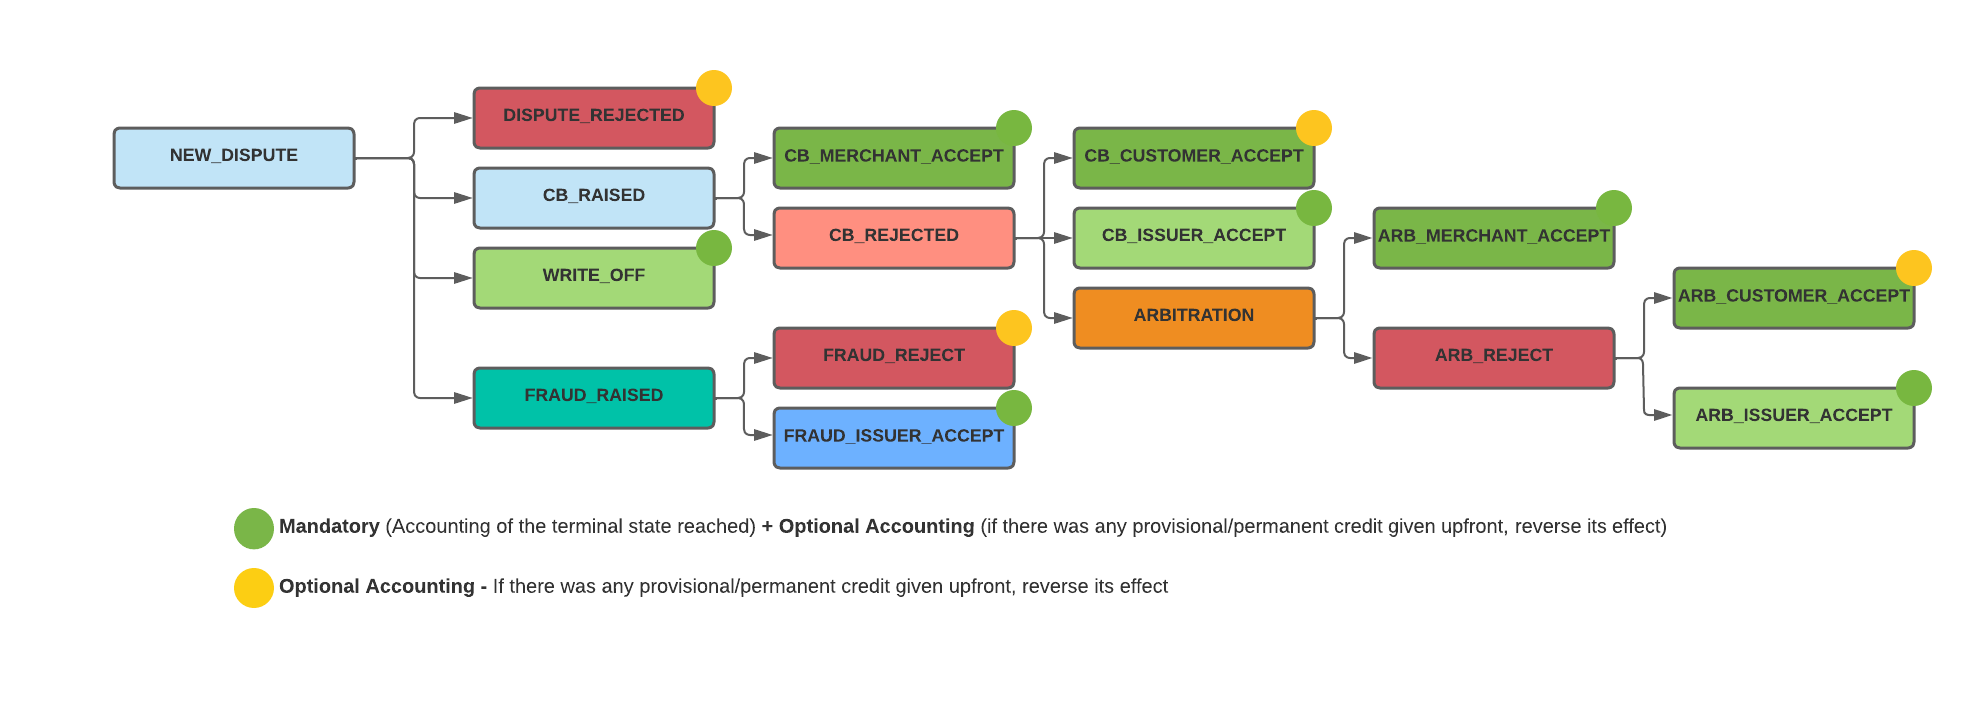 NEW_DISPUTE
DISPUTE_REJECTED
CB_RAISED
WRITE_OFF
FRAUD_RAISED
CB_MERCHANT_ACCEPT
CB_REJECTED
FRAUD_REJECT
FRAUD_ISSUER_ACCEPT
CB_CUSTOMER_ACCEPT
CB_ISSUER_ACCEPT
ARBITRATION
ARB_MERCHANT_ACCEPT
ARB_REJECT
ARB_CUSTOMER_ACCEPT
ARB_ISSUER_ACCEPT
Mandatory (Accounting of the terminal state reached) + Optional Accounting (if there was any provisional/permanent credit given upfront, reverse its effect)
Optional Accounting - If there was any provisional/permanent credit given upfront, reverse its effect